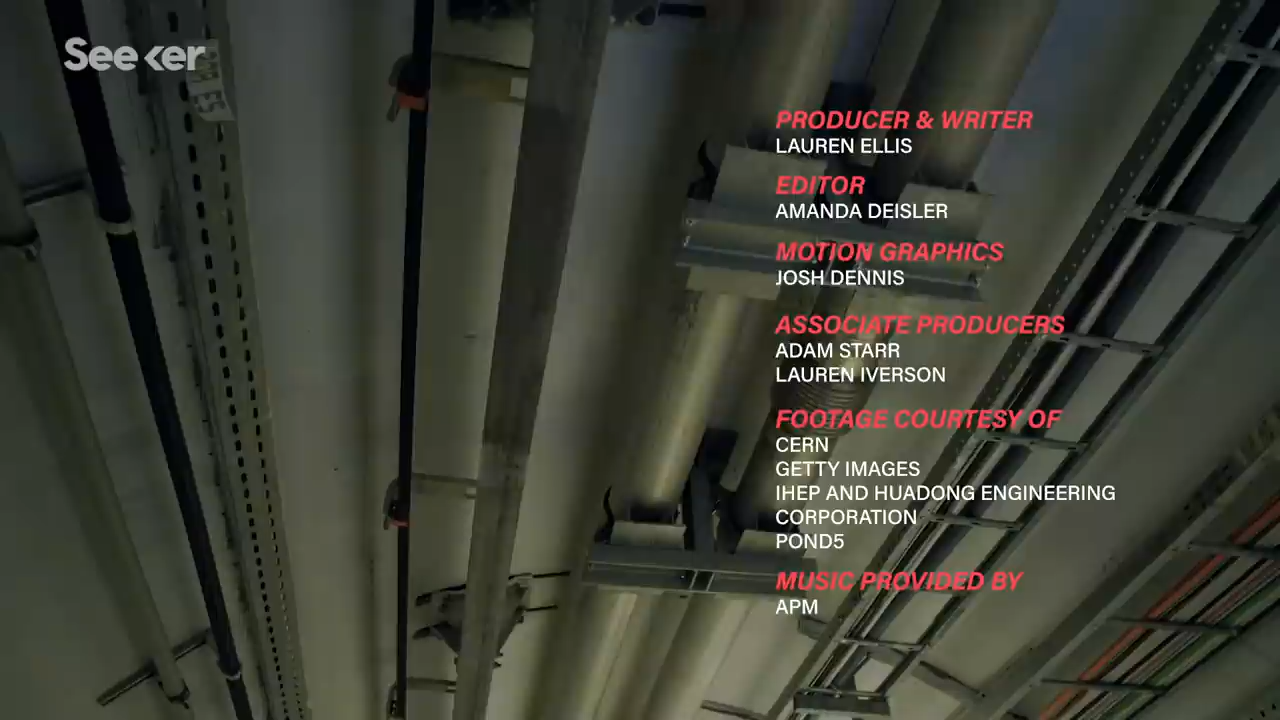 Seeker
PRODUCER & WRITER
LAUREN ELLIS
EDITOR
AMANDA DEISLER
MOTION GRAPHICS
JOSH DENNIS
ASSOCIATE PRODUCERS
ADAM STARR
LAUREN IVERSON
FOOTAGE COURTESY OF
CERN
GETTY IMAGES
IHEP AND HUADONG ENGINEERING
CORPORATION
POND5
MUSIC PROVIDED BY
APM